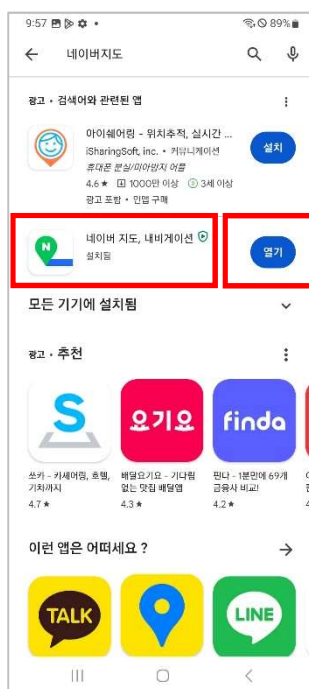 9:57 89%
네이버지도
광고 • 검색어와 관련된 앱
아이쉐어링 - 위치추적, 실시간 ...
iSharingSoft, inc. • 커뮤니케이션
휴대폰 분실/미아방지 어플
4.6★ 1000만 이상 3세 이상
광고 포함 • 인앱 구매
설치
네이버 지도, 내비게이션
설치됨
열기
모든 기기에 설치됨
광고 • 추천
S
요기요
finda
쏘카 - 카셰어링, 호텔,
기차까지
4.7★
배달요기요 - 기다림
없는 맛집 배달앱
4.3★
핀다 - 1분만에 69개
금융사 비교!
4.2★
이런 앱은 어떠세요 ?
TALK
LINE